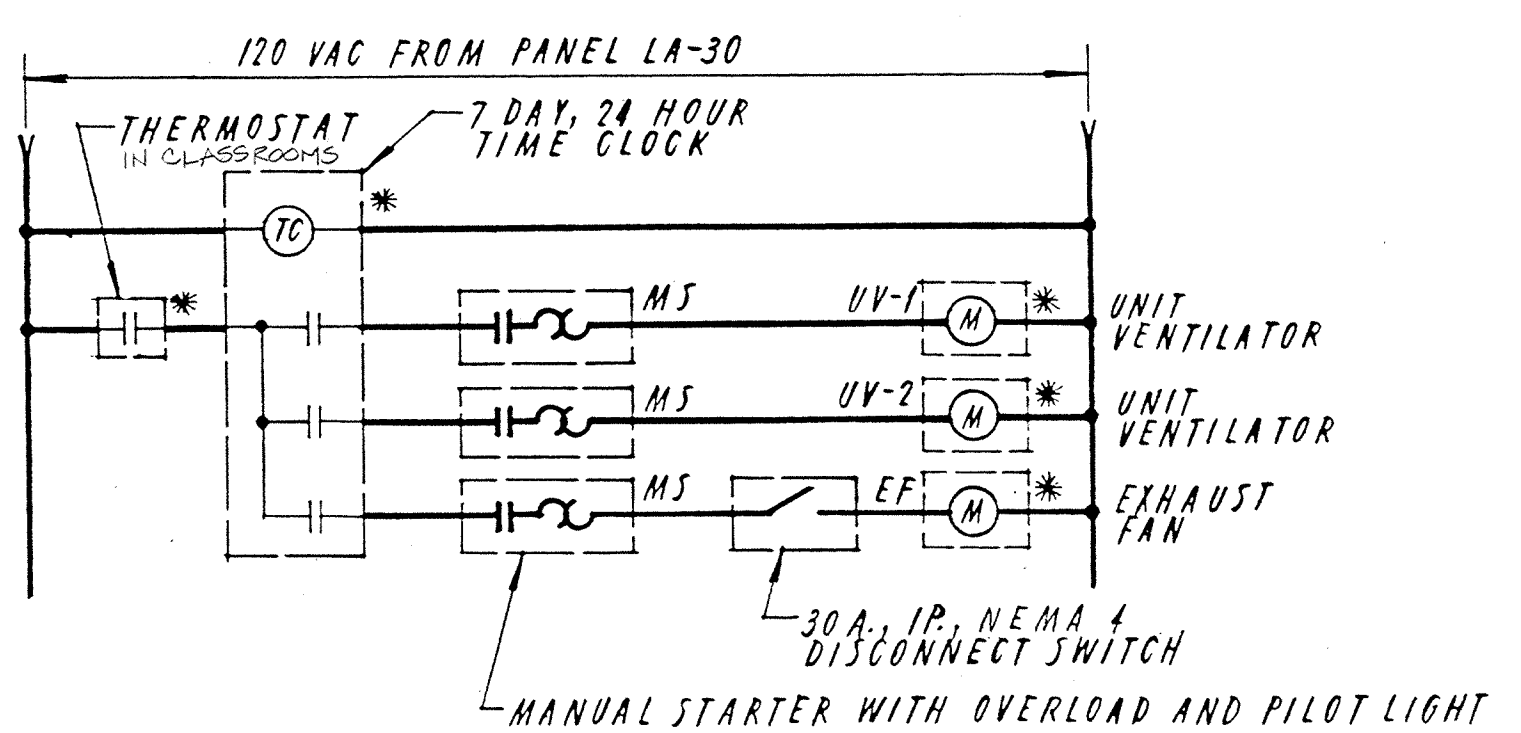 120 VAC FROM PANEL LA-30
THERMOSTAT
IN CLASSROOMS
7 DAY, 24 HOUR
TIME CLOCK
TC
MS
UV-1
M
UNIT
VENTILATOR
MS
UV-2
M
UNIT
VENTILATOR
MS
EF
M
EXHAUST
FAN
30 A., 1P., NEMA 4
DISCONNECT SWITCH
MANUAL STARTER WITH OVERLOAD AND PILOT LIGHT